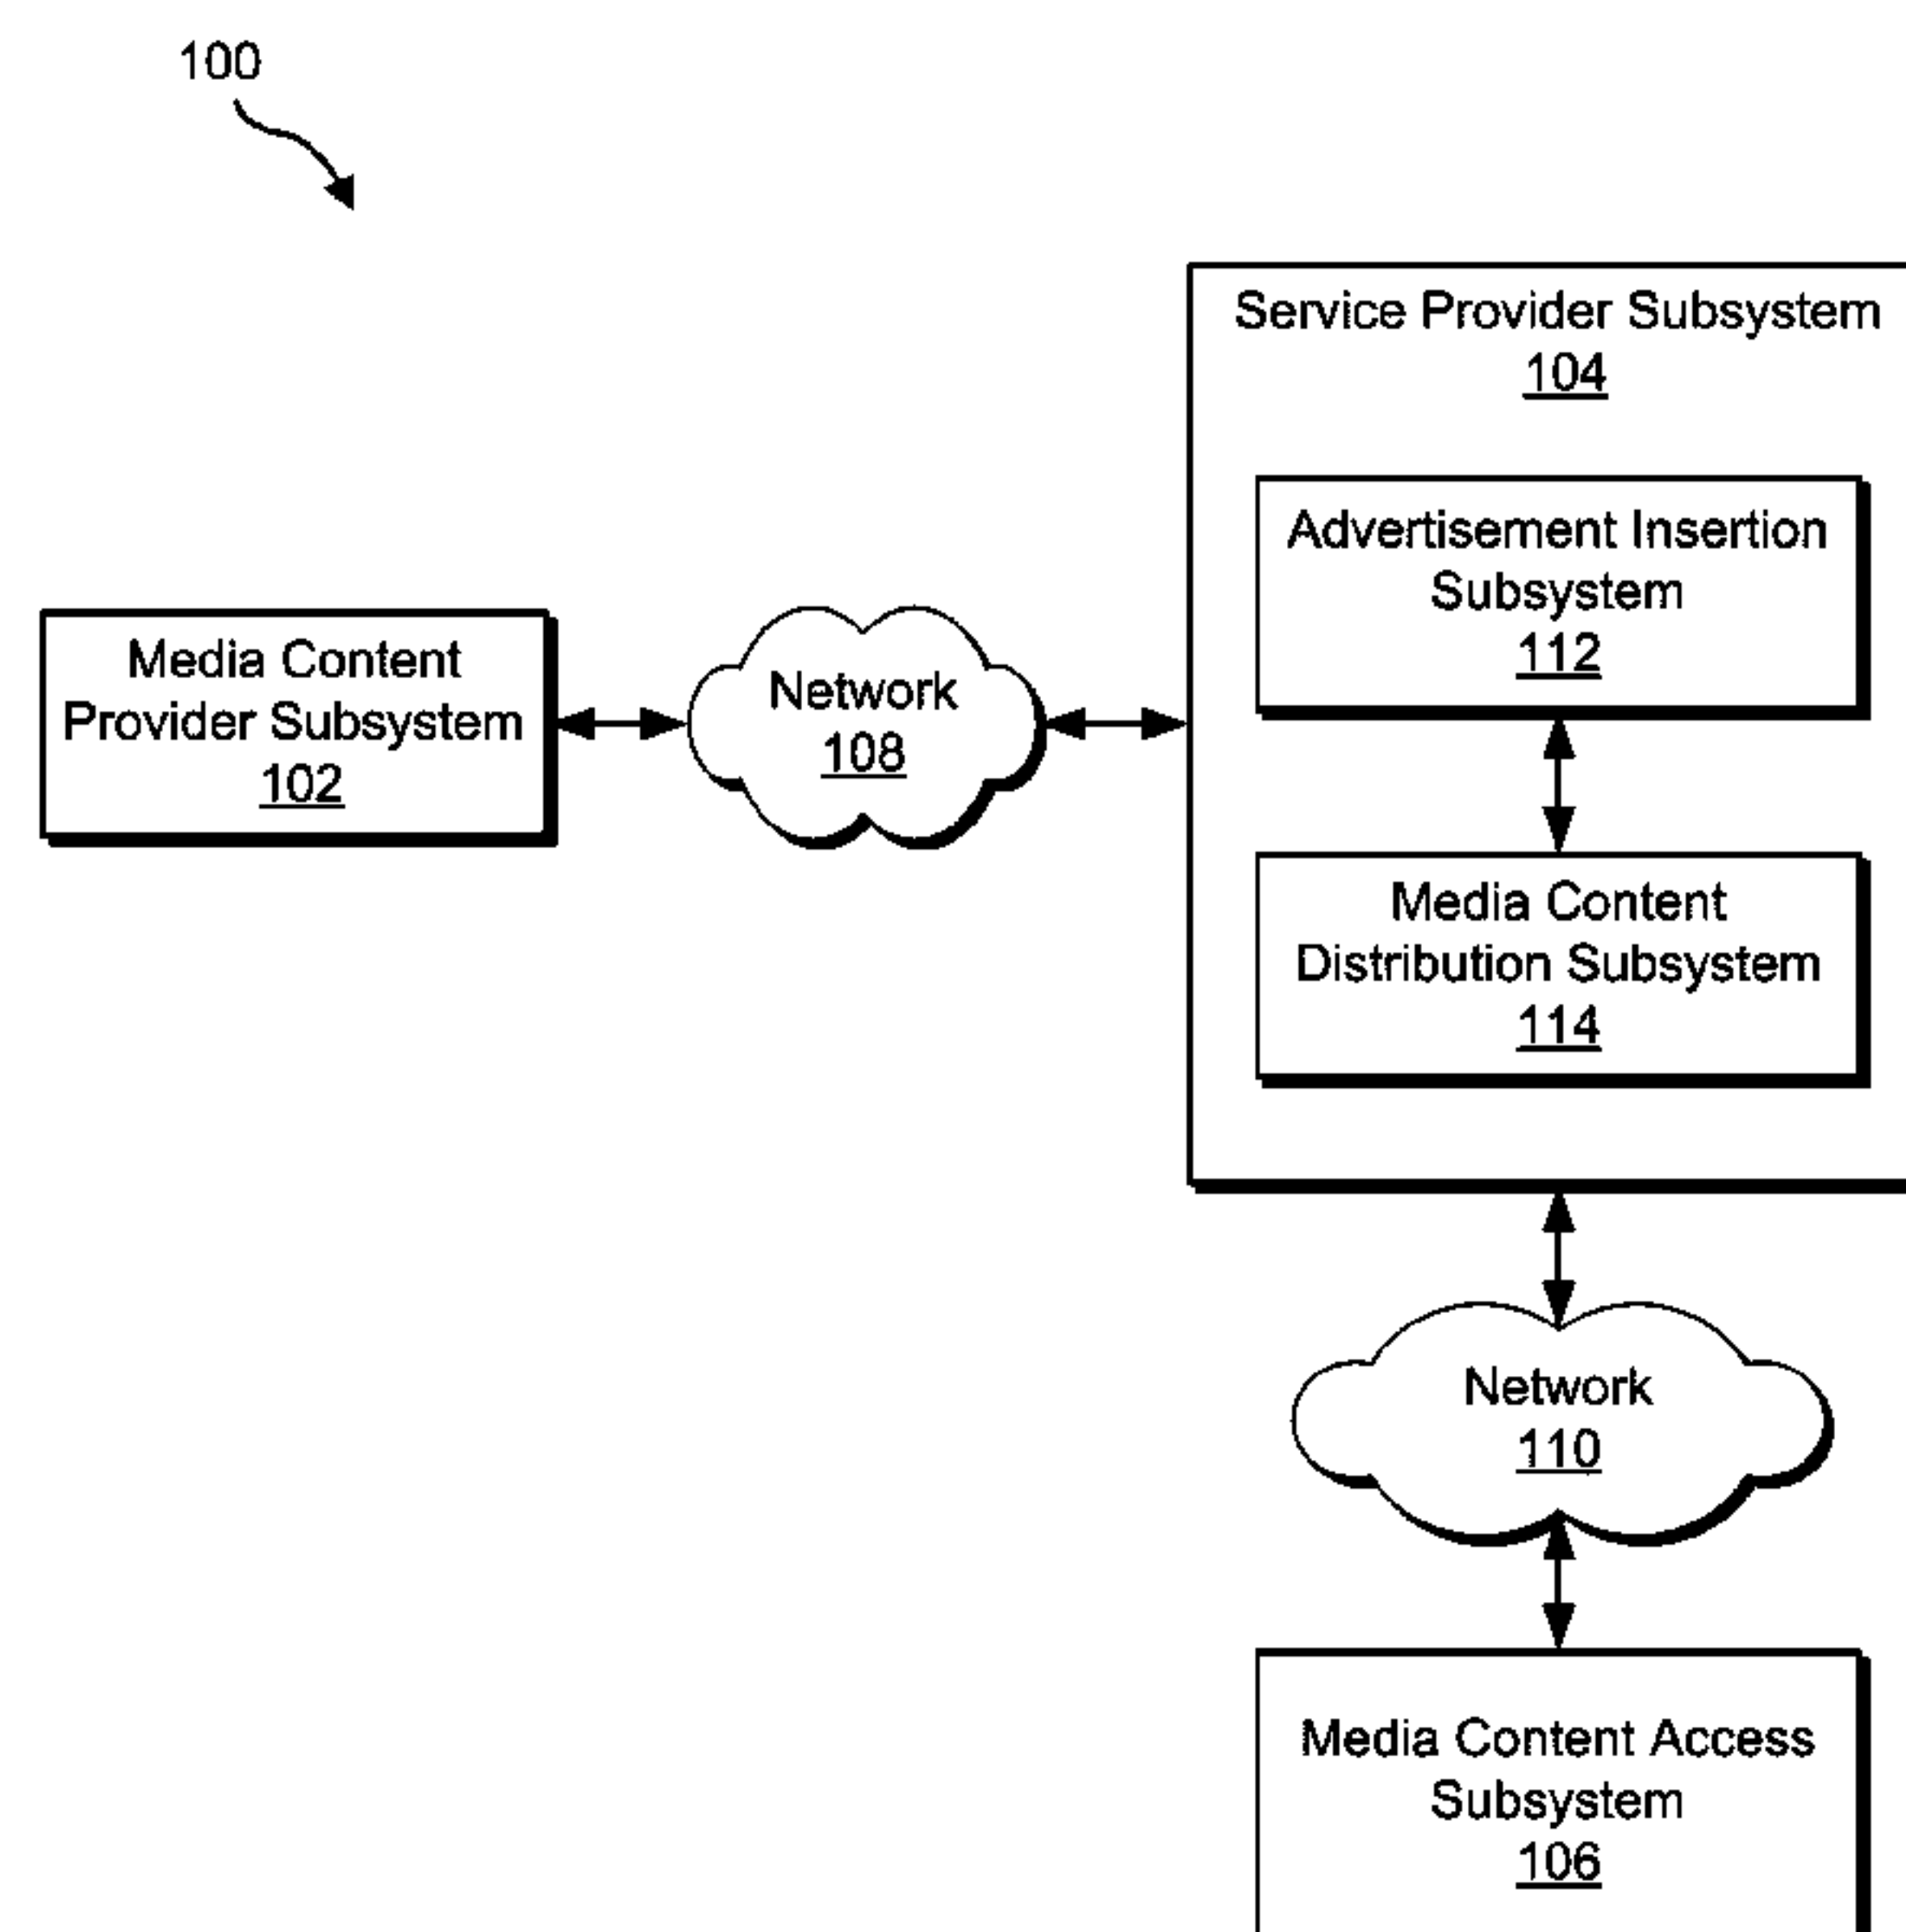 100
Service Provider Subsystem
104
Advertisement Insertion
Subsystem
112
Media Content
Provider Subsystem
102
Network
108
Media Content
Distribution Subsystem
114
Network
110
Media Content Access
Subsystem
106